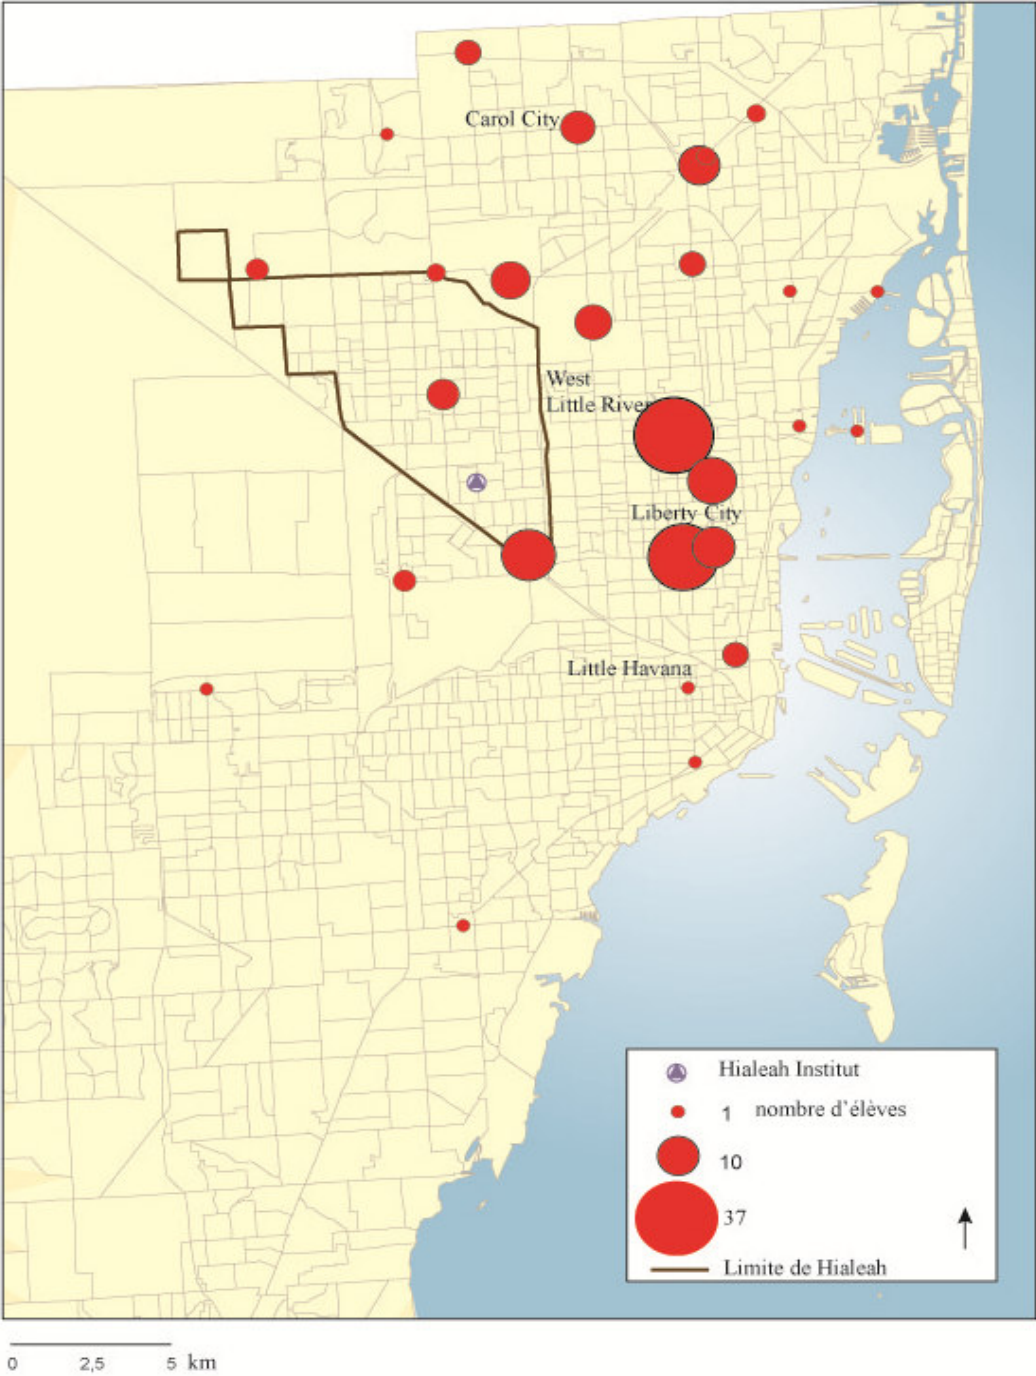 Carol City
West
Little River
Liberty City
Little Havana
Hialeah Institut
1 nombre d'élèves
10
37
Limite de Hialeah
0 2,5 5 km